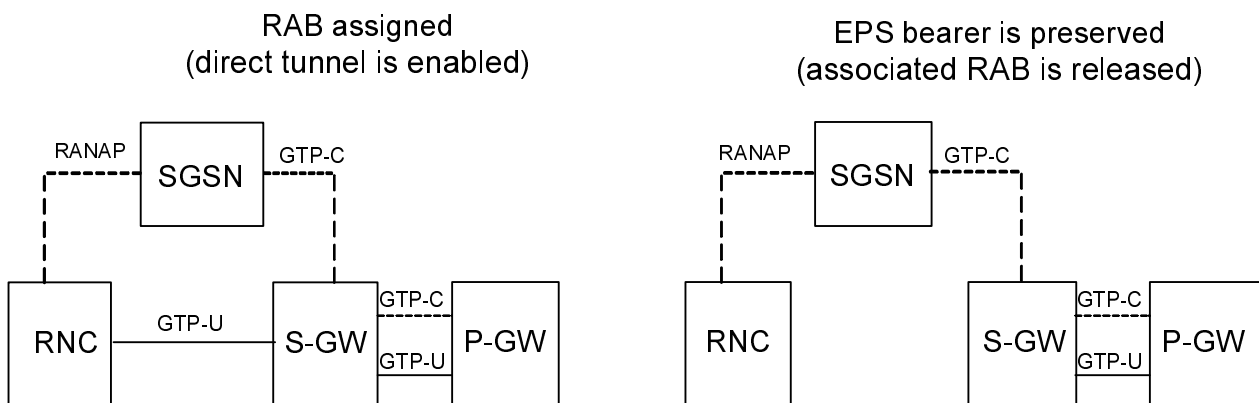 RAB assigned
(direct tunnel is enabled)
RANAP
SGSN
GTP-C
RNC
GTP-U
S-GW
GTP-C
GTP-U
P-GW
EPS bearer is preserved
(associated RAB is released)
RANAP
SGSN
GTP-C
RNC
S-GW
GTP-C
GTP-U
P-GW